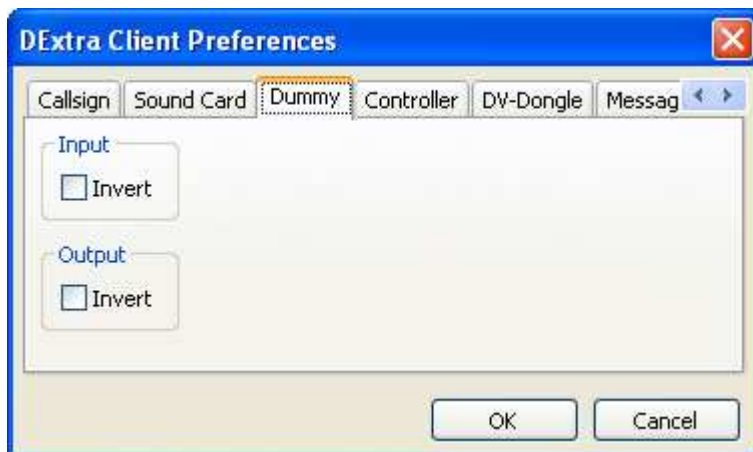 DExtra Client Preferences
Callsign Sound Card Dummy Controller DV-Dongle Messag
Input
Invert
Output
Invert
OK Cancel